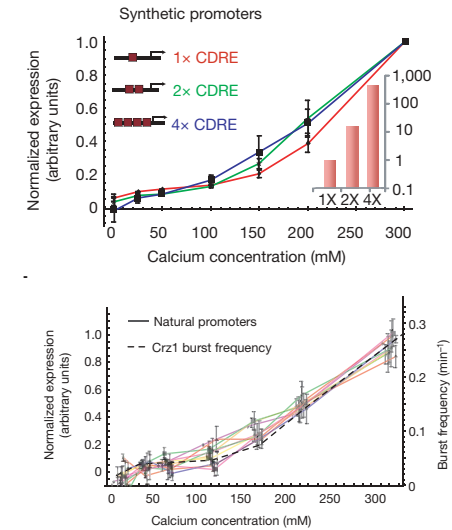 Synthetic promoters
Normalized expression
(arbitrary units)
1.0
0.8
0.6
0.4
0.2
0
1× CDRE
2× CDRE
4× CDRE
1,000
100
10
1
0.1
1X 2X 4X
0 50 100 150 200 250 300
Calcium concentration (mM)
Normalized expression
(arbitrary units)
1.0
0.8
0.6
0.4
0.2
0
Natural promoters
Crz1 burst frequency
0.3
0.2
0.1
0
Burst frequency (min⁻¹)
0 50 100 150 200 250 300
Calcium concentration (mM)